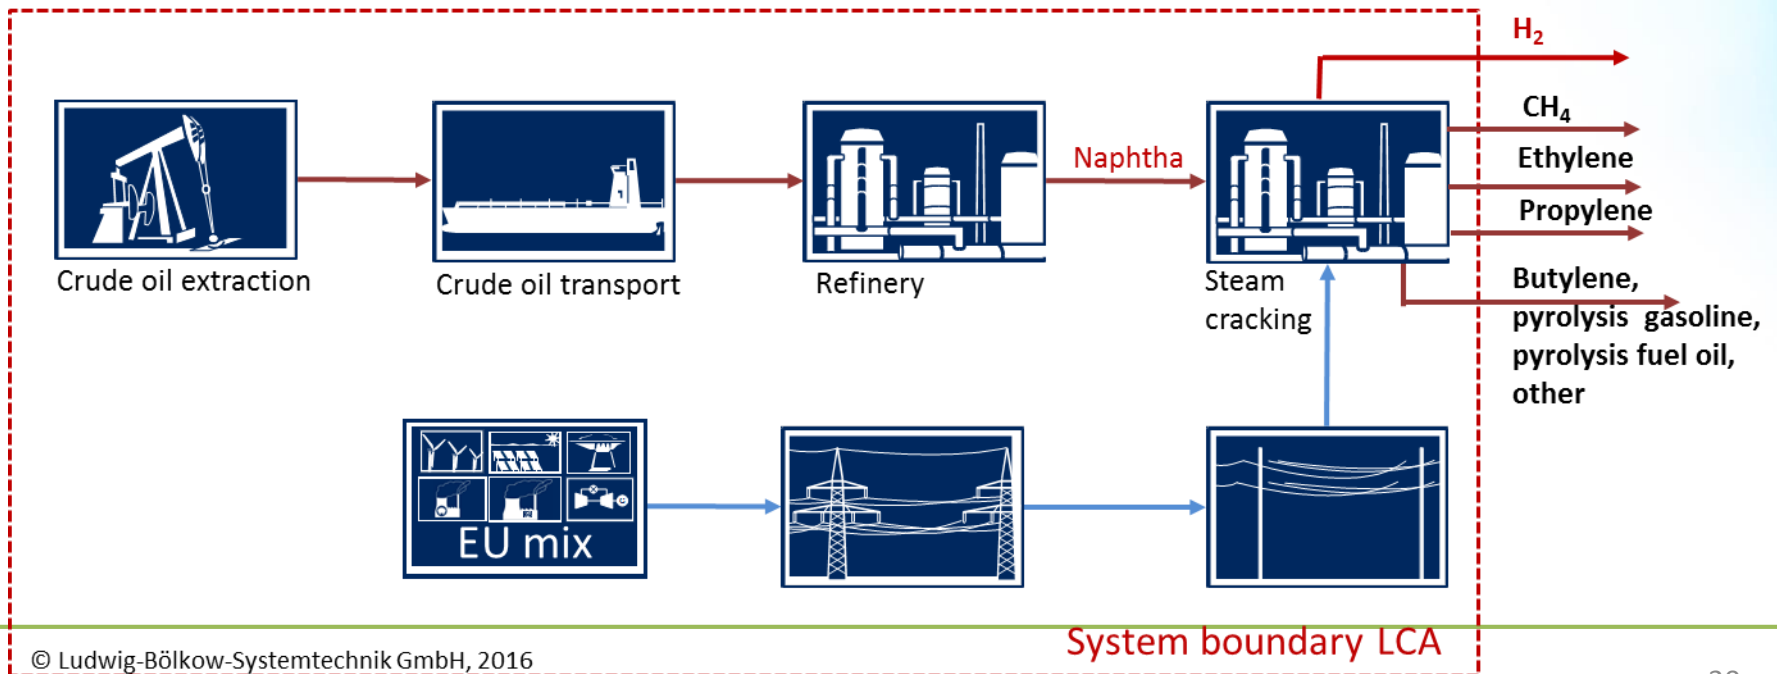 H₂
CH₄
Ethylene
Naphtha
Propylene
Crude oil extraction
Crude oil transport
Refinery
Steam
cracking
Butylene,
pyrolysis gasoline,
pyrolysis fuel oil,
other
EU mix
System boundary LCA
© Ludwig-Bölkow-Systemtechnik GmbH, 2016